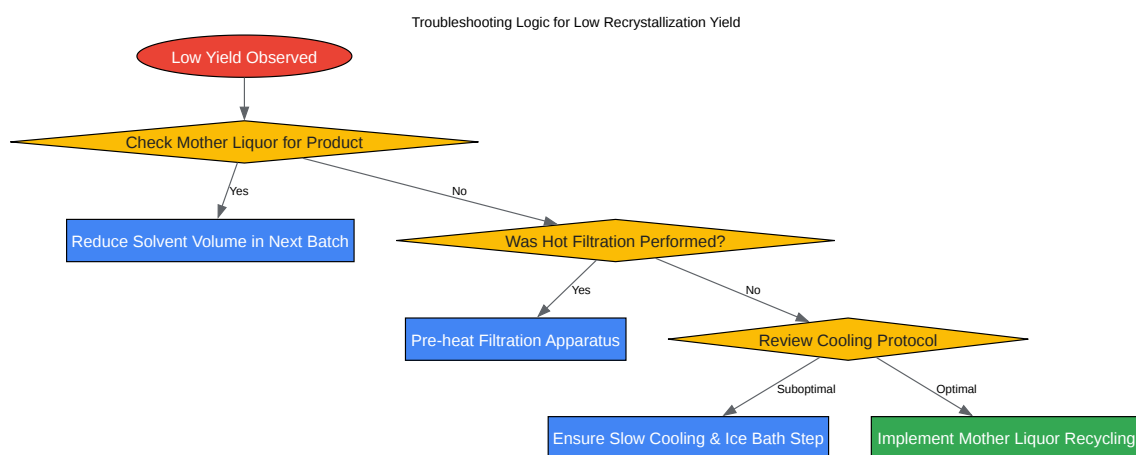 Troubleshooting Logic for Low Recrystallization Yield
Low Yield Observed
Check Mother Liquor for Product
Yes
No
Reduce Solvent Volume in Next Batch
Was Hot Filtration Performed?
Yes
No
Pre-heat Filtration Apparatus
Review Cooling Protocol
Suboptimal
Optimal
Ensure Slow Cooling & Ice Bath Step
Implement Mother Liquor Recycling